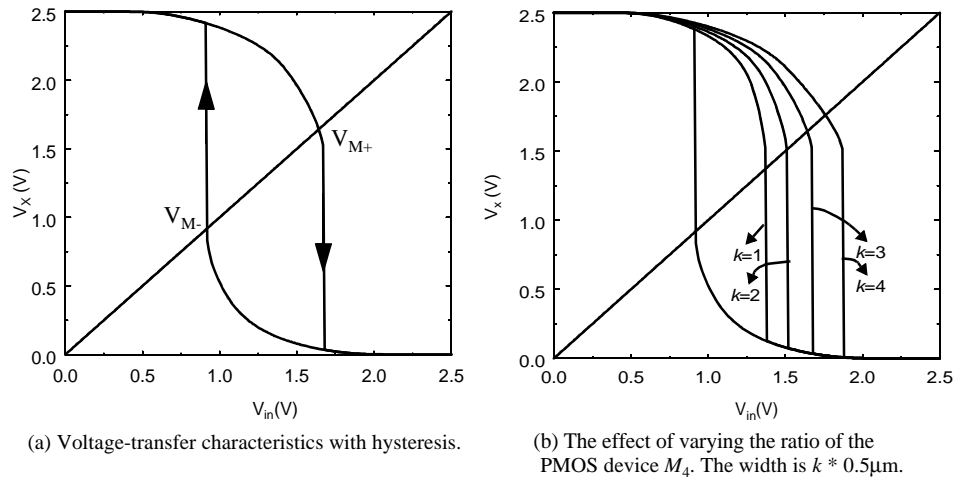 2.5
2.0
1.5
1.0
0.5
0.0
V_X (V)
V_M+
V_M-
0.0 0.5 1.0 1.5 2.0 2.5
V_in(V)
(a) Voltage-transfer characteristics with hysteresis.
2.5
2.0
1.5
1.0
0.5
0.0
V_x (V)
k=1
k=2
k=3
k=4
0.0 0.5 1.0 1.5 2.0 2.5
V_in(V)
(b) The effect of varying the ratio of the
PMOS device M_4. The width is k * 0.5μm.